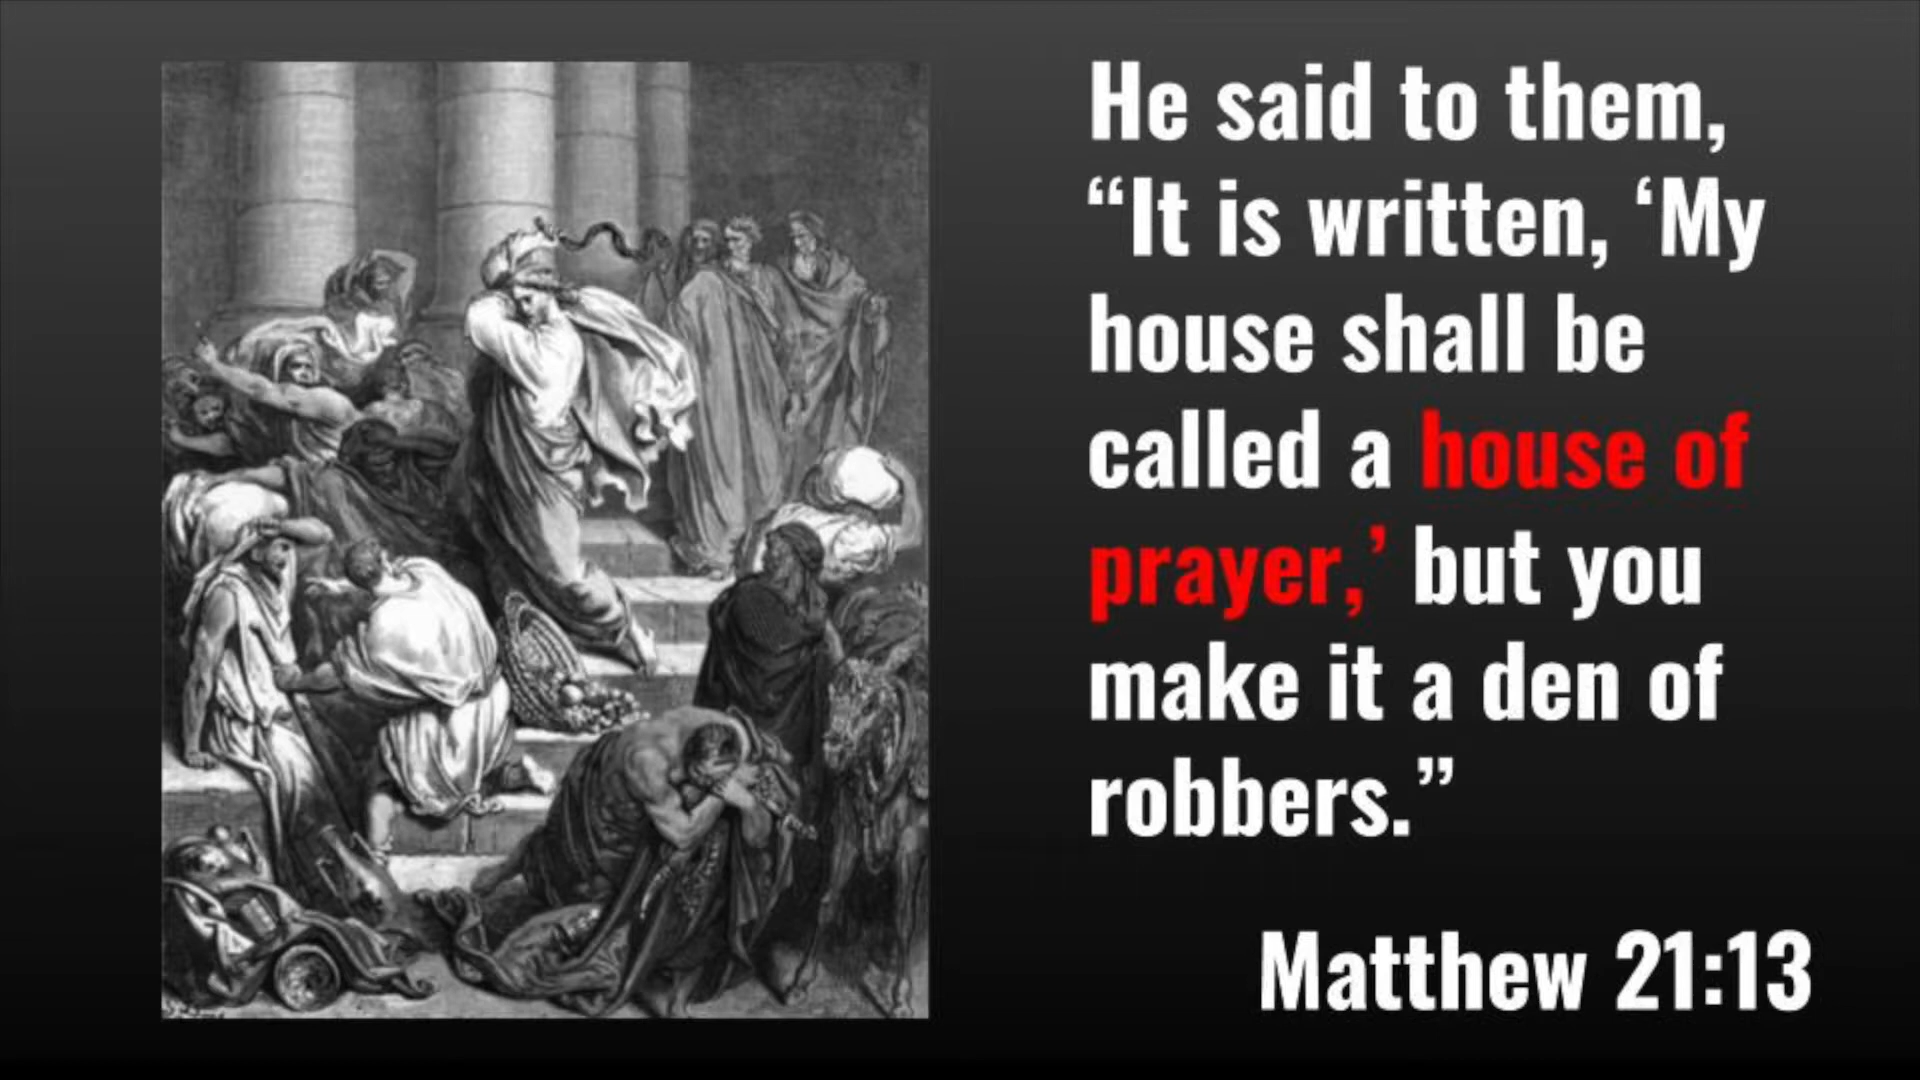 He said to them,
“It is written, ‘My
house shall be
called a house of
prayer,’ but you
make it a den of
robbers.”
Matthew 21:13